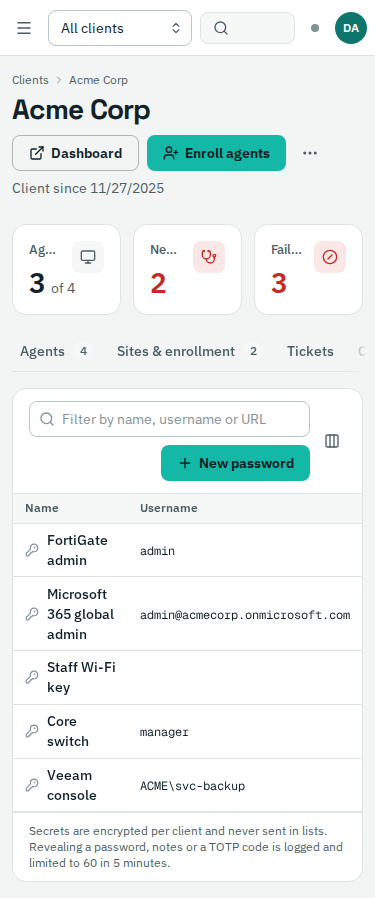 All clients
DA
Clients > Acme Corp
Acme Corp
Dashboard
Enroll agents
Client since 11/27/2025
Ag...
3 of 4
Ne...
2
Fail...
3
Agents 4
Sites & enrollment 2
Tickets
Filter by name, username or URL
New password
Name
Username
FortiGate
admin
admin
Microsoft
365 global
admin
admin@acmecorp.onmicrosoft.com
Staff Wi-Fi
key
Core
switch
manager
Veeam
console
ACME\svc-backup
Secrets are encrypted per client and never sent in lists.
Revealing a password, notes or a TOTP code is logged and
limited to 60 in 5 minutes.